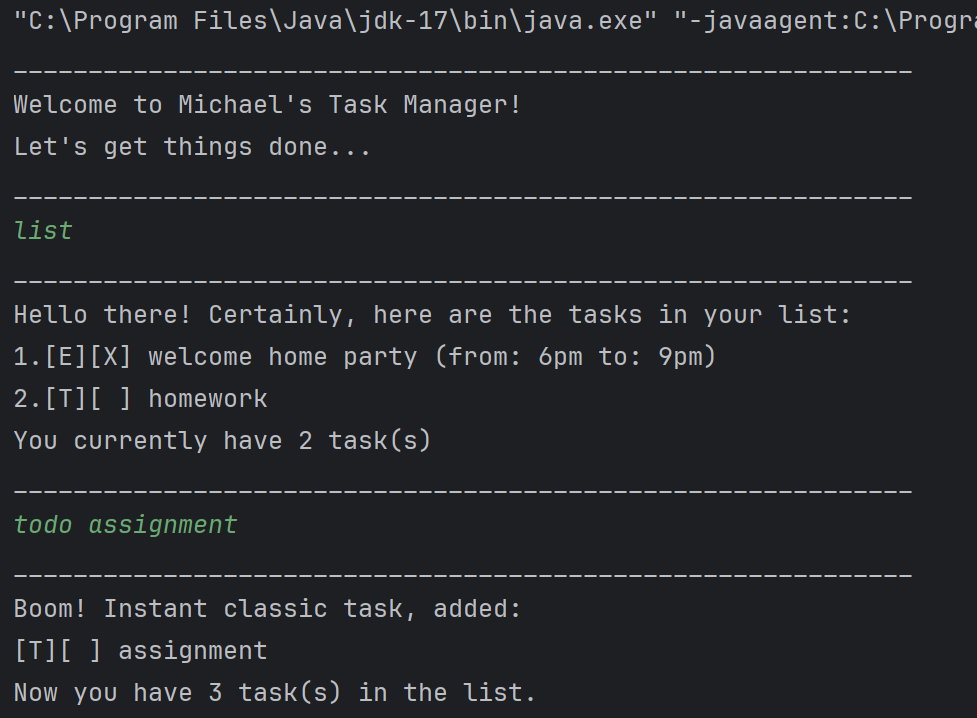 "C:\Program Files\Java\jdk-17\bin\java.exe" "-javaagent:C:\Progra
____________________________________________________________
Welcome to Michael's Task Manager!
Let's get things done...
____________________________________________________________
list
____________________________________________________________
Hello there! Certainly, here are the tasks in your list:
1.[E][X] welcome home party (from: 6pm to: 9pm)
2.[T][ ] homework
You currently have 2 task(s)
____________________________________________________________
todo assignment
____________________________________________________________
Boom! Instant classic task, added:
[T][ ] assignment
Now you have 3 task(s) in the list.